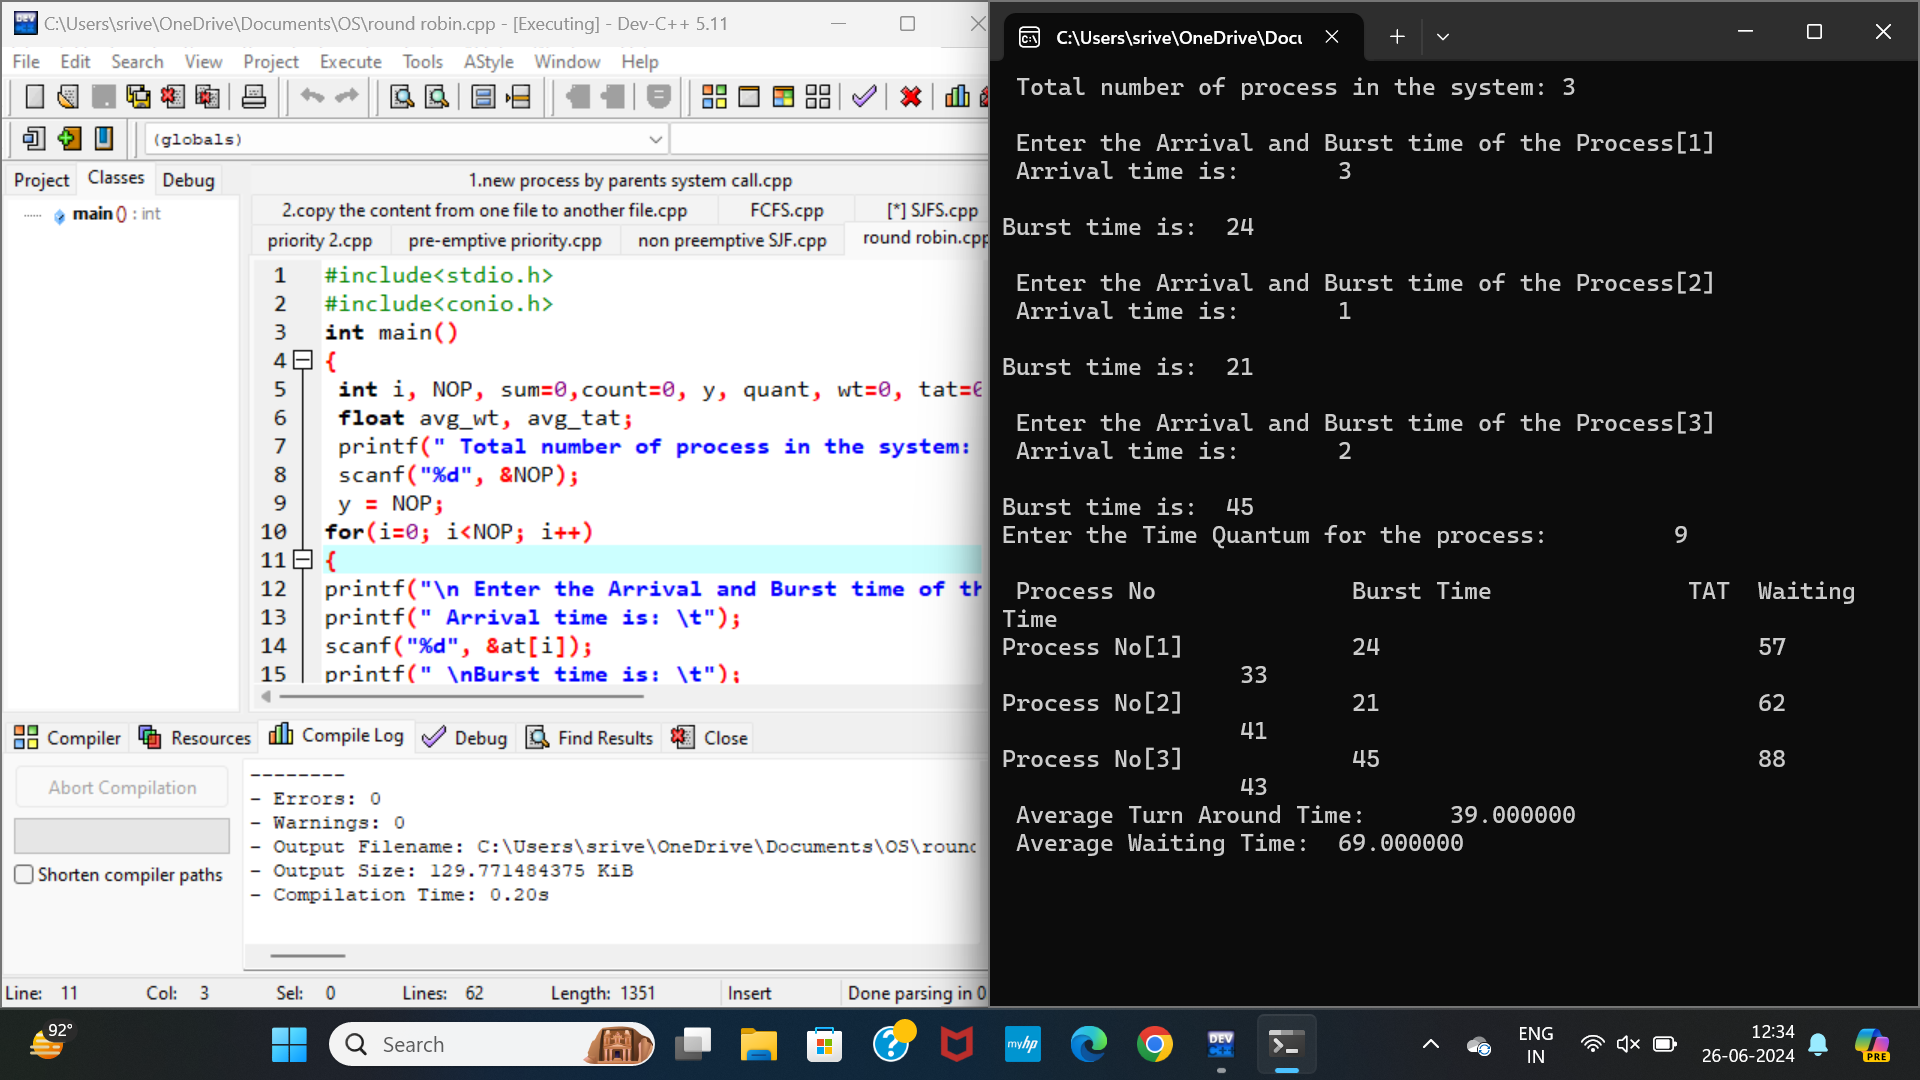 C:\Users\srive\OneDrive\Documents\OS\round robin.cpp - [Executing] - Dev-C++ 5.11
File Edit Search View Project Execute Tools AStyle Window Help
(globals)
Project Classes Debug
main() : int
1.new process by parents system call.cpp
2.copy the content from one file to another file.cpp FCFS.cpp [*] SJFS.cpp
priority 2.cpp pre-emptive priority.cpp non preemptive SJF.cpp round robin.cpp
1 #include<stdio.h>
2 #include<conio.h>
3 int main()
4 {
5 int i, NOP, sum=0,count=0, y, quant, wt=0, tat=0
6 float avg_wt, avg_tat;
7 printf(" Total number of process in the system:
8 scanf("%d", &NOP);
9 y = NOP;
10 for(i=0; i<NOP; i++)
11 {
12 printf("\n Enter the Arrival and Burst time of th
13 printf(" Arrival time is: \t");
14 scanf("%d", &at[i]);
15 printf(" \nBurst time is: \t");
Compiler Resources Compile Log Debug Find Results Close
Abort Compilation
Shorten compiler paths
--------
- Errors: 0
- Warnings: 0
- Output Filename: C:\Users\srive\OneDrive\Documents\OS\round
- Output Size: 129.771484375 KiB
- Compilation Time: 0.20s
Line: 11 Col: 3 Sel: 0 Lines: 62 Length: 1351 Insert Done parsing in 0
C:\Users\srive\OneDrive\Docu
Total number of process in the system: 3
Enter the Arrival and Burst time of the Process[1]
Arrival time is: 3
Burst time is: 24
Enter the Arrival and Burst time of the Process[2]
Arrival time is: 1
Burst time is: 21
Enter the Arrival and Burst time of the Process[3]
Arrival time is: 2
Burst time is: 45
Enter the Time Quantum for the process: 9
Process No Burst Time TAT Waiting
Time
Process No[1] 24 57
33
Process No[2] 21 62
41
Process No[3] 45 88
43
Average Turn Around Time: 39.000000
Average Waiting Time: 69.000000
92°
Search
myhp
DEV C++
ENG
IN
12:34
26-06-2024
PRE